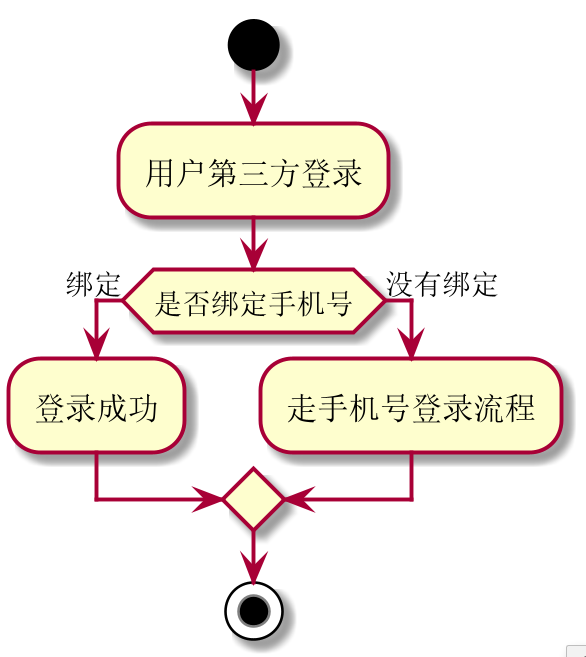 用户第三方登录
绑定
是否绑定手机号
没有绑定
登录成功
走手机号登录流程